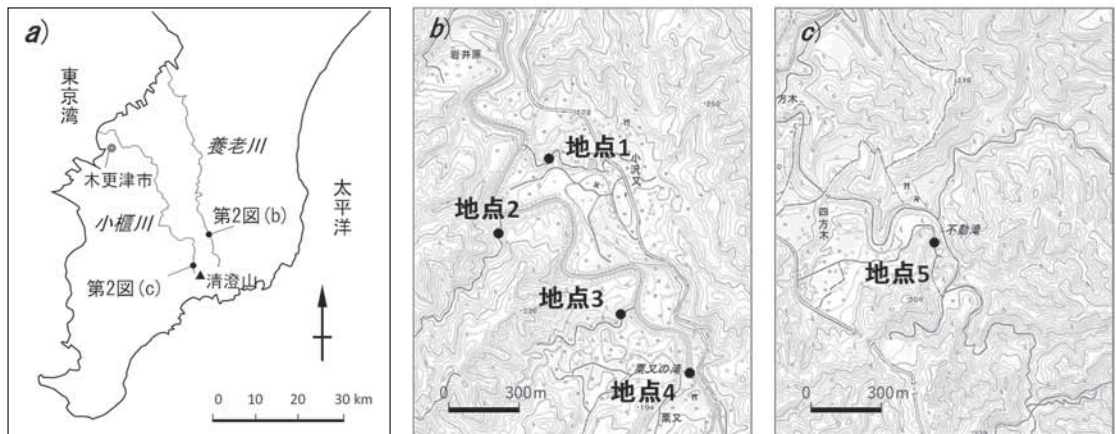 a)
東京湾
養老川
木更津市
太平洋
小櫃川
第2図(b)
第2図(c)
清澄山
0 10 20 30 km
b)
岩井原
地点1
小沢又
地点2
地点3
粟又の滝
地点4
0 300m
·194
粟又
c)
方木
四方木
不動滝
地点5
0 300m